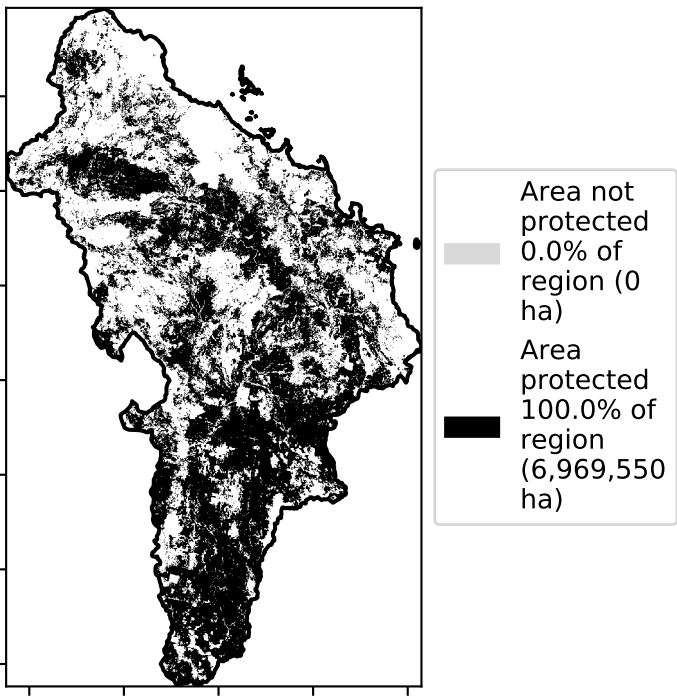 Area not
protected
0.0% of
region (0
ha)
Area
protected
100.0% of
region
(6,969,550
ha)